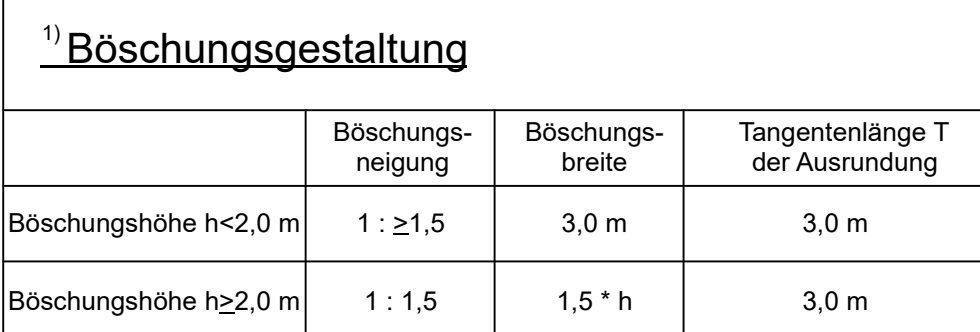 1) Böschungsgestaltung
Böschungs-
neigung
Böschungs-
breite
Tangentenlänge T
der Ausrundung
Böschungshöhe h<2,0 m
1 : ≥1,5
3,0 m
3,0 m
Böschungshöhe h≥2,0 m
1 : 1,5
1,5 * h
3,0 m